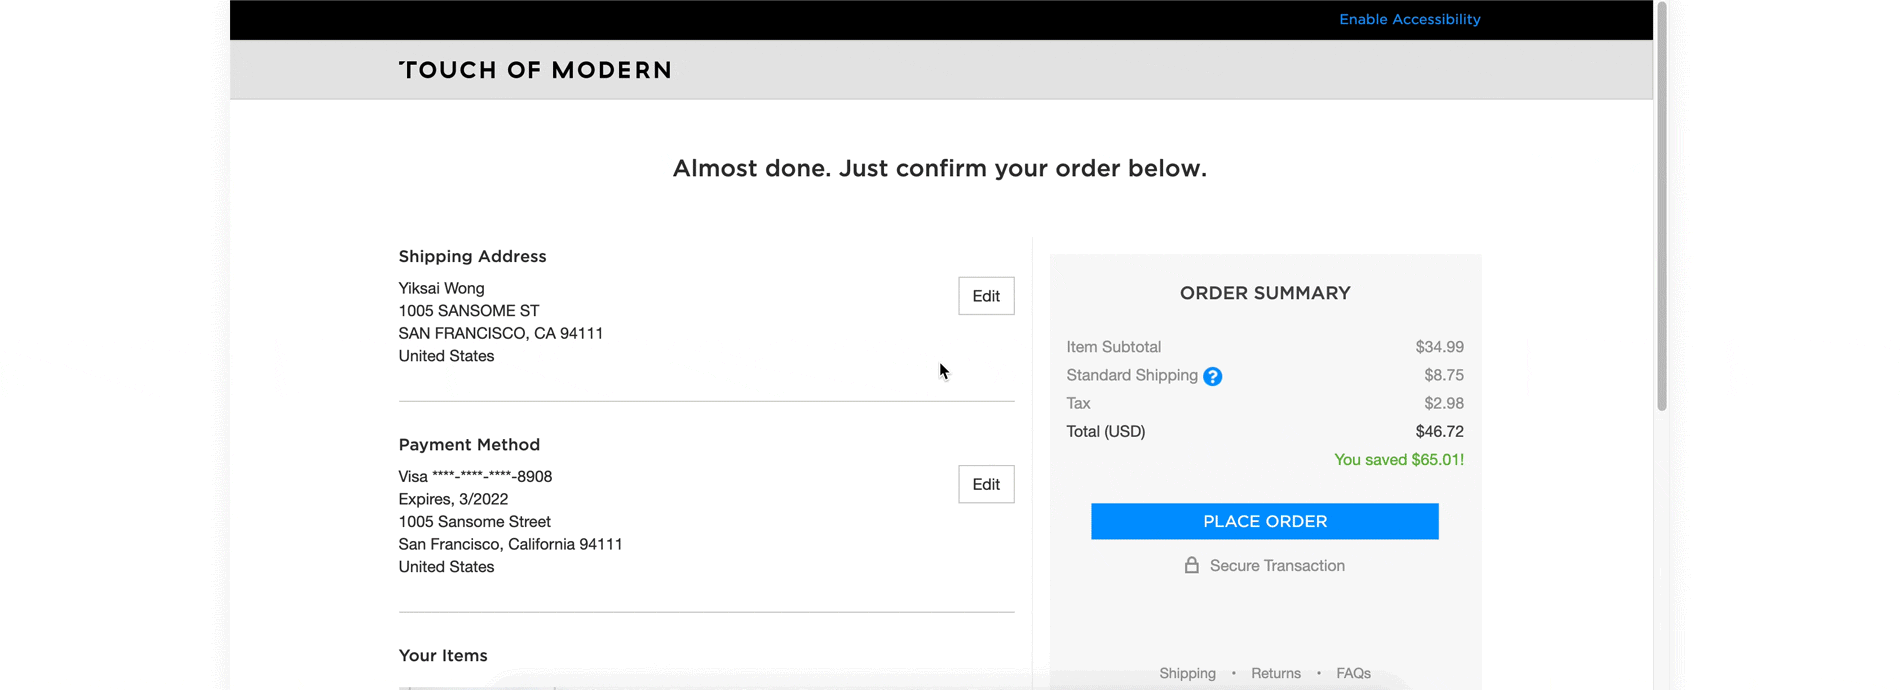 Enable Accessibility
TOUCH OF MODERN
Almost done. Just confirm your order below.
Shipping Address
Yiksai Wong
1005 SANSOME ST
SAN FRANCISCO, CA 94111
United States
Edit
Payment Method
Visa ****-****-****-8908
Expires, 3/2022
1005 Sansome Street
San Francisco, California 94111
United States
Edit
Your Items
ORDER SUMMARY
Item Subtotal $34.99
Standard Shipping ? $8.75
Tax $2.98
Total (USD) $46.72
You saved $65.01!
PLACE ORDER
Secure Transaction
Shipping • Returns • FAQs